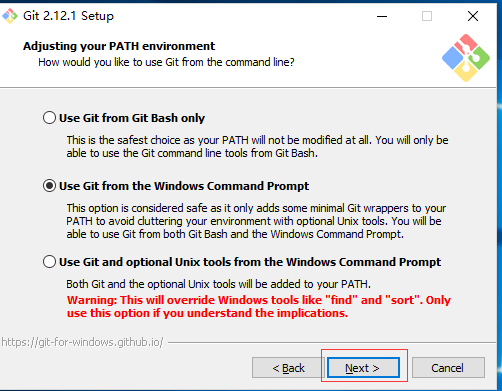 Git 2.12.1 Setup
Adjusting your PATH environment
How would you like to use Git from the command line?
Use Git from Git Bash only
This is the safest choice as your PATH will not be modified at all. You will only be
able to use the Git command line tools from Git Bash.
Use Git from the Windows Command Prompt
This option is considered safe as it only adds some minimal Git wrappers to your
PATH to avoid cluttering your environment with optional Unix tools. You will be
able to use Git from both Git Bash and the Windows Command Prompt.
Use Git and optional Unix tools from the Windows Command Prompt
Both Git and the optional Unix tools will be added to your PATH.
Warning: This will override Windows tools like "find" and "sort". Only
use this option if you understand the implications.
https://git-for-windows.github.io/
< Back Next > Cancel